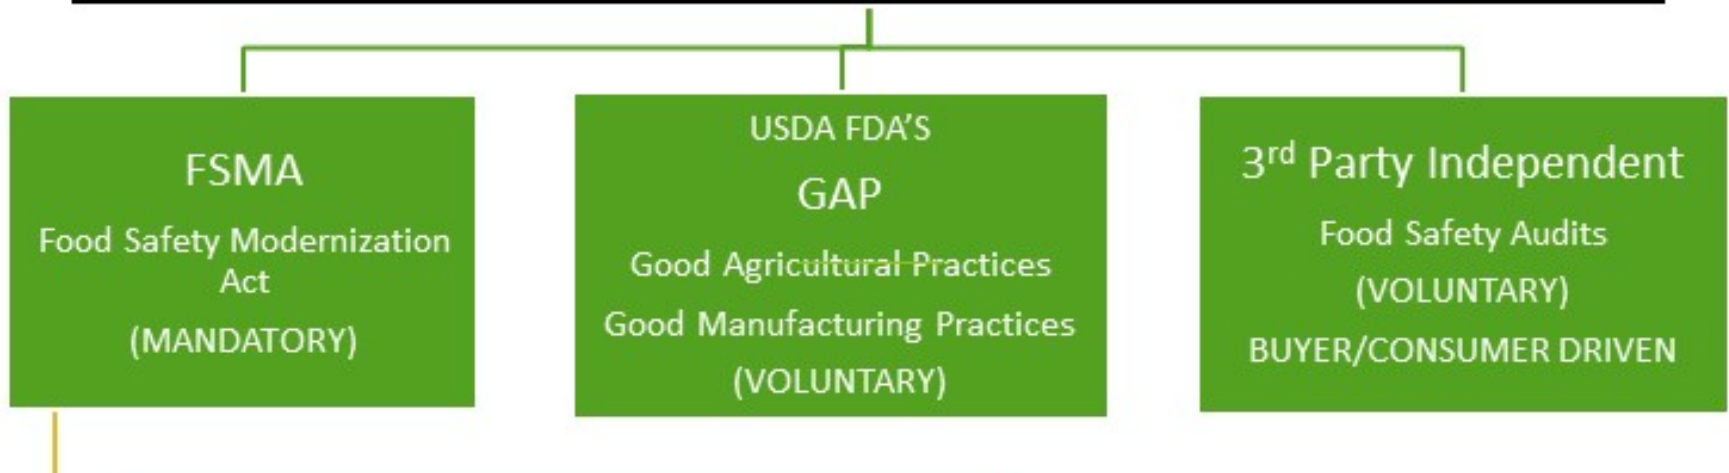 FSMA
Food Safety Modernization
Act
(MANDATORY)
USDA FDA'S
GAP
Good Agricultural Practices
Good Manufacturing Practices
(VOLUNTARY)
3rd Party Independent
Food Safety Audits
(VOLUNTARY)
BUYER/CONSUMER DRIVEN